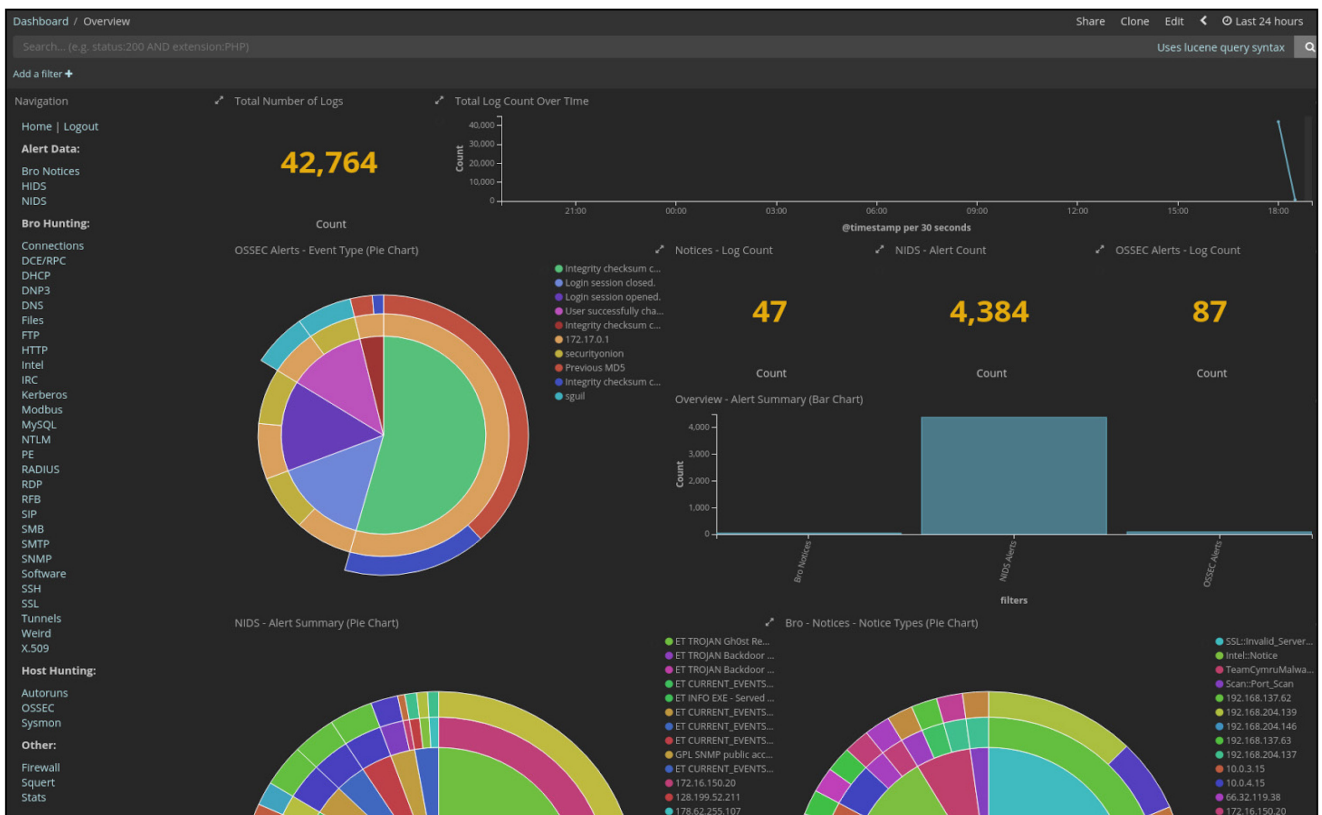 Dashboard / Overview
Share Clone Edit Last 24 hours
Search... (e.g. status:200 AND extension:PHP)
Uses lucene query syntax
Add a filter +
Navigation
Home | Logout
Alert Data:
Bro Notices
HIDS
NIDS
Bro Hunting:
Connections
DCE/RPC
DHCP
DNP3
DNS
Files
FTP
HTTP
Intel
IRC
Kerberos
Modbus
MySQL
NTLM
PE
RADIUS
RDP
RFB
SIP
SMB
SMTP
SNMP
Software
SSH
SSL
Tunnels
Weird
X.509
Host Hunting:
Autoruns
OSSEC
Sysmon
Other:
Firewall
Squert
Stats
Total Number of Logs
42,764
Count
Total Log Count Over TIme
40,000
30,000
20,000
10,000
0
Count
21:00 00:00 03:00 06:00 09:00 12:00 15:00 18:00
@timestamp per 30 seconds
OSSEC Alerts - Event Type (Pie Chart)
Integrity checksum c...
Login session closed.
Login session opened.
User successfully cha...
Integrity checksum c...
172.17.0.1
securityonion
Previous MD5
Integrity checksum c...
sguil
Notices - Log Count
47
Count
NIDS - Alert Count
4,384
Count
OSSEC Alerts - Log Count
87
Count
Overview - Alert Summary (Bar Chart)
4,000
3,000
2,000
1,000
0
Count
Bro Notices
NIDS Alerts
OSSEC Alerts
filters
NIDS - Alert Summary (Pie Chart)
ET TROJAN Gh0st Re...
ET TROJAN Backdoor ...
ET TROJAN Backdoor ...
ET CURRENT_EVENTS...
ET INFO EXE - Served ...
ET CURRENT_EVENTS...
ET CURRENT_EVENTS...
ET CURRENT_EVENTS...
GPL SNMP public acc...
ET CURRENT_EVENTS...
172.16.150.20
128.199.52.211
178.62.255.107
Bro - Notices - Notice Types (Pie Chart)
SSL::Invalid_Server...
Intel::Notice
TeamCymruMalwa...
Scan::Port_Scan
192.168.137.62
192.168.204.139
192.168.204.146
192.168.137.63
192.168.204.137
10.0.3.15
10.0.4.15
66.32.119.38
172.16.150.20